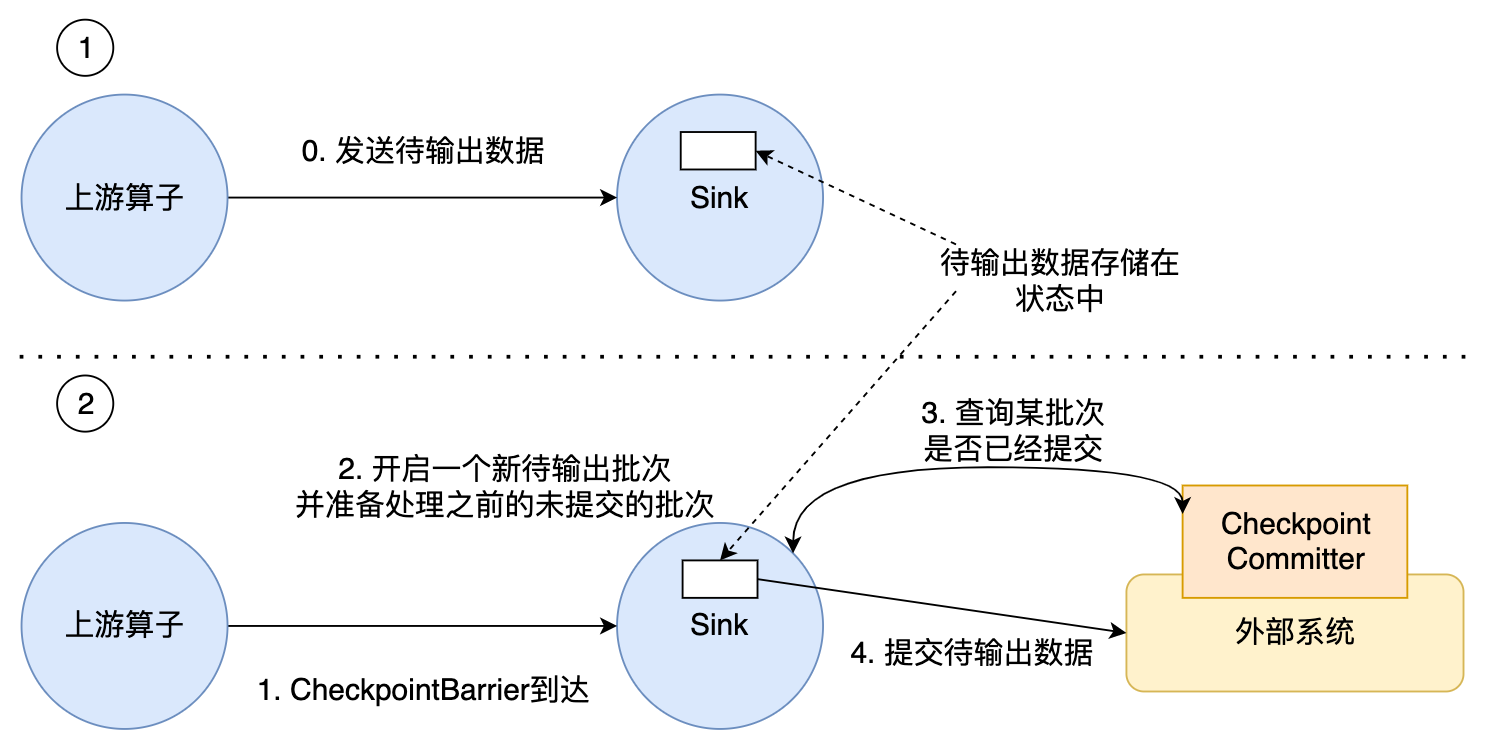 1
0. 发送待输出数据
上游算子
Sink
待输出数据存储在
状态中
2
3. 查询某批次
是否已经提交
2. 开启一个新待输出批次
并准备处理之前的未提交的批次
Checkpoint
Committer
上游算子
Sink
外部系统
4. 提交待输出数据
1. CheckpointBarrier到达